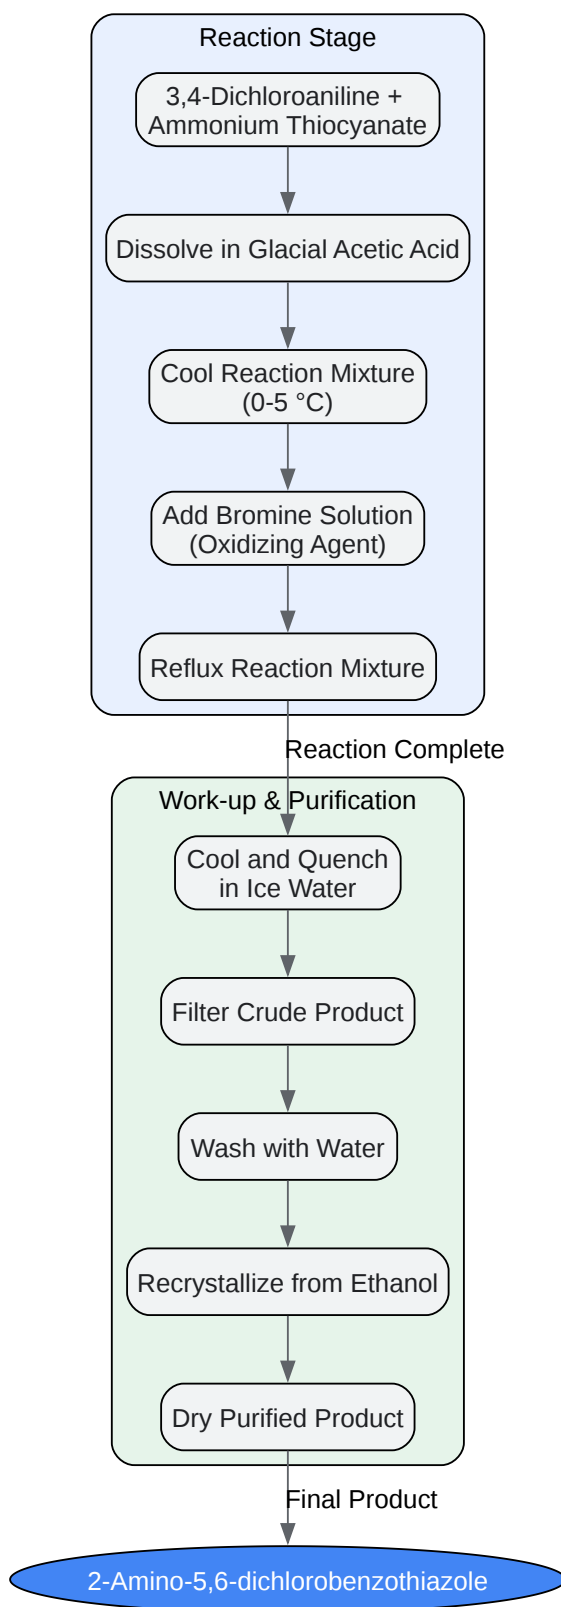 Reaction Stage
3,4-Dichloroaniline +
Ammonium Thiocyanate
Dissolve in Glacial Acetic Acid
Cool Reaction Mixture
(0-5 °C)
Add Bromine Solution
(Oxidizing Agent)
Reflux Reaction Mixture
Reaction Complete
Work-up & Purification
Cool and Quench
in Ice Water
Filter Crude Product
Wash with Water
Recrystallize from Ethanol
Dry Purified Product
Final Product
2-Amino-5,6-dichlorobenzothiazole